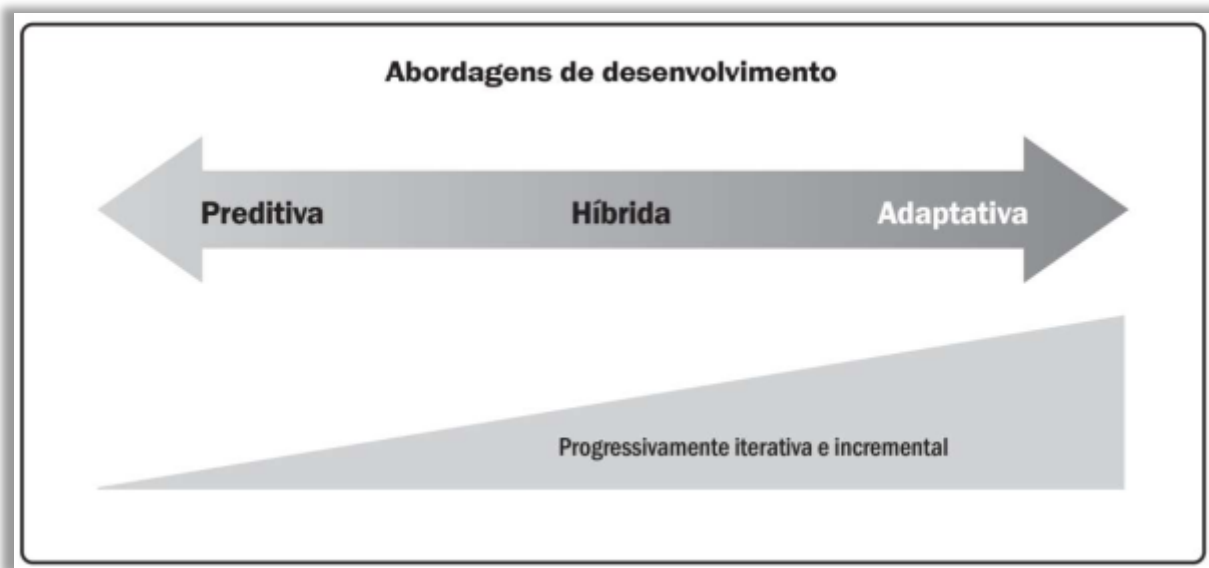 Abordagens de desenvolvimento
Preditiva Híbrida Adaptativa
Progressivamente iterativa e incremental